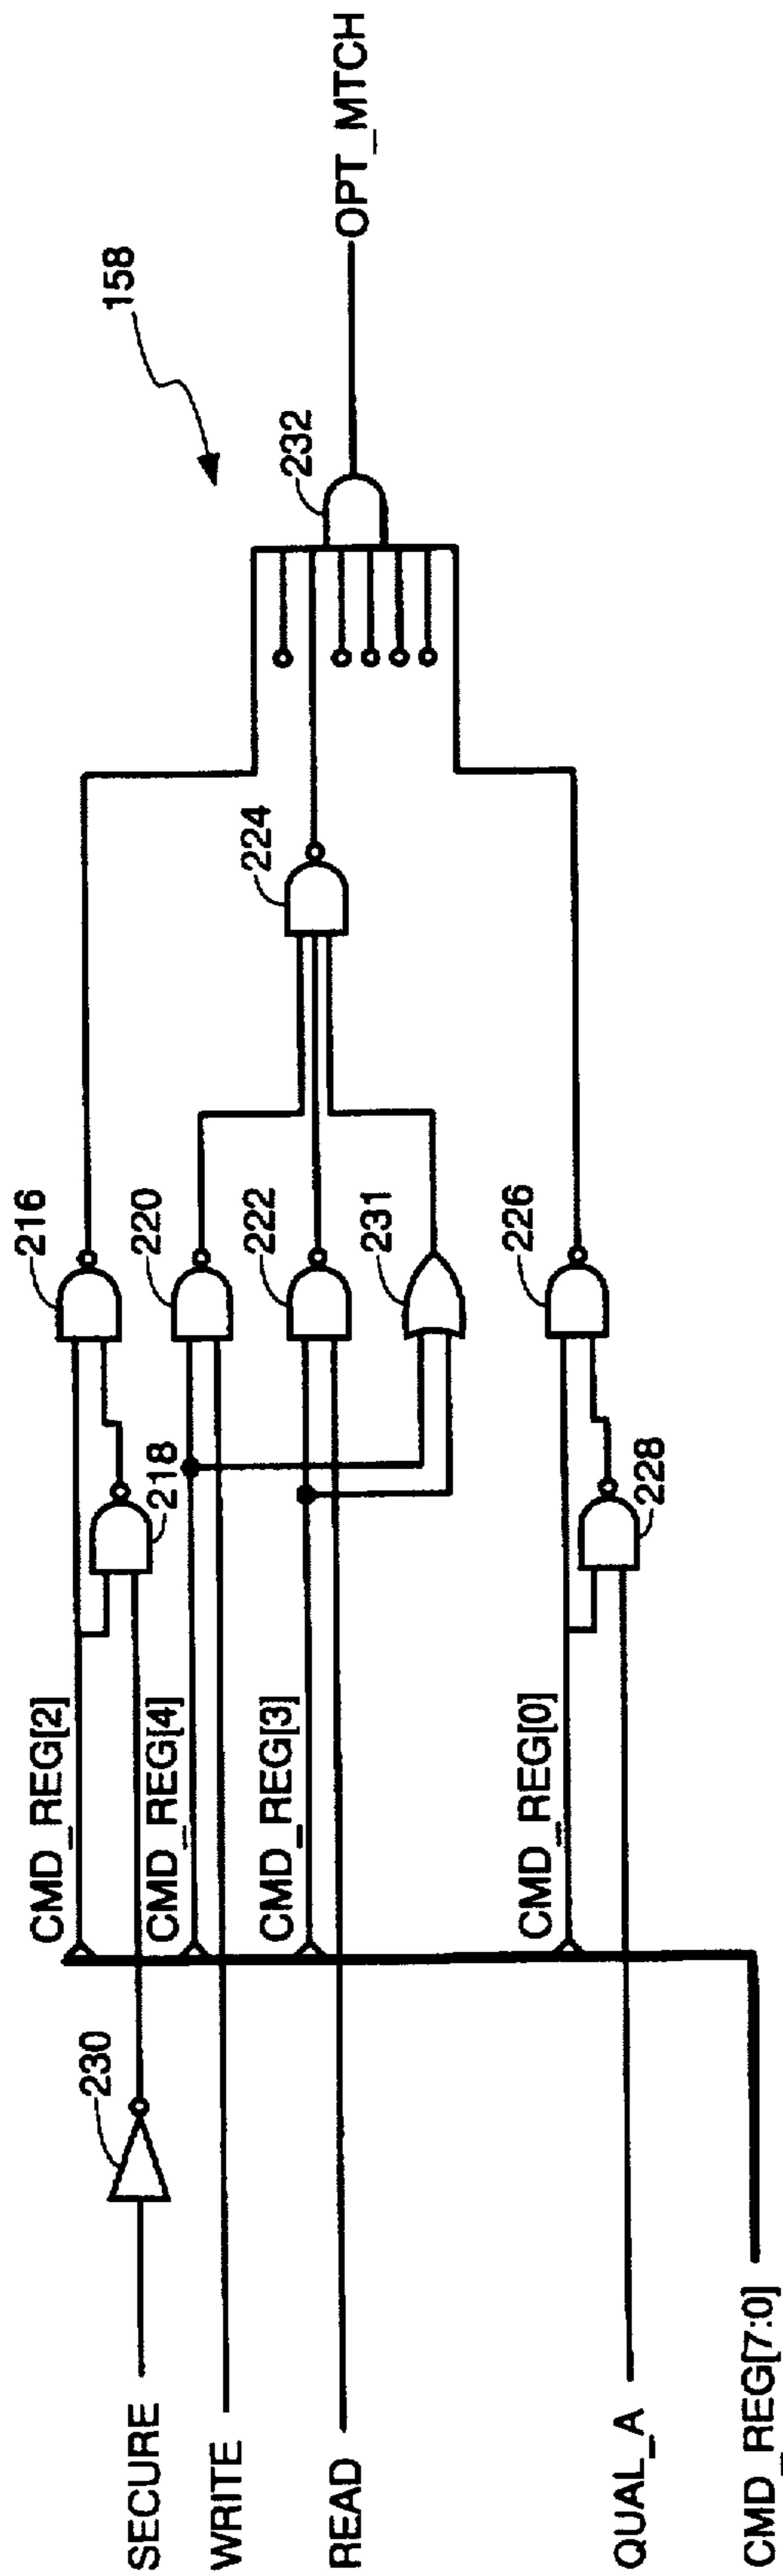 SECURE
WRITE
READ
QUAL_A
CMD_REG[7:0]
230
CMD_REG[2]
CMD_REG[4]
CMD_REG[3]
CMD_REG[0]
218
228
216
220
222
231
226
224
232
158
OPT_MTCH